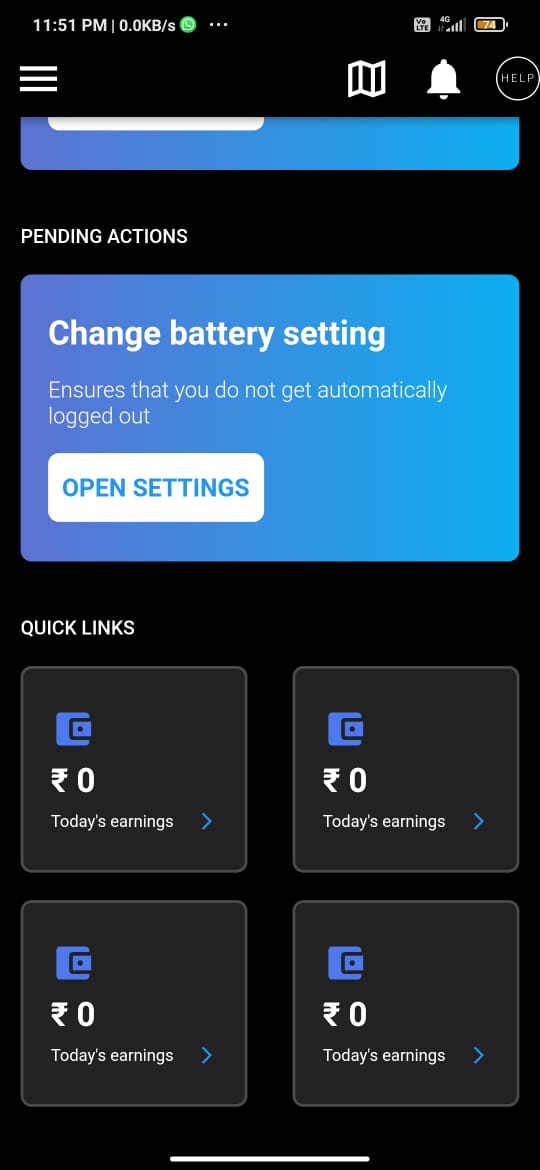 11:51 PM | 0.0KB/s ...
Vo LTE 4G 74
HELP
PENDING ACTIONS
Change battery setting
Ensures that you do not get automatically
logged out
OPEN SETTINGS
QUICK LINKS
₹ 0
₹ 0
Today's earnings
Today's earnings
₹ 0
₹ 0
Today's earnings
Today's earnings